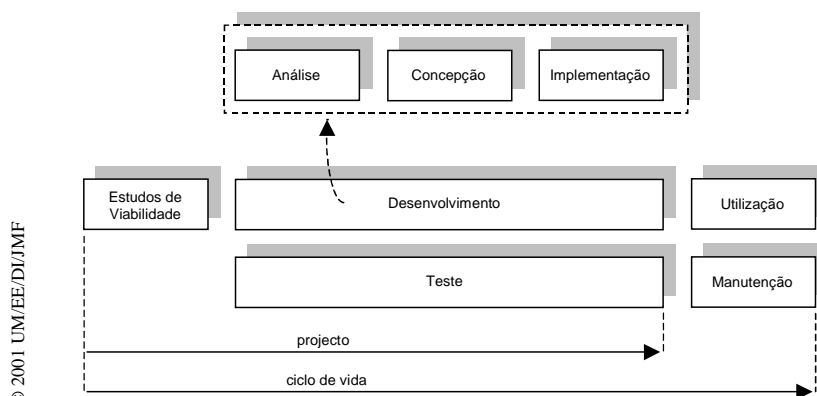 Análise
Concepção
Implementação
Estudos de
Viabilidade
Desenvolvimento
Utilização
Teste
Manutenção
projecto
ciclo de vida
© 2001 UM/EE/DI/JMF